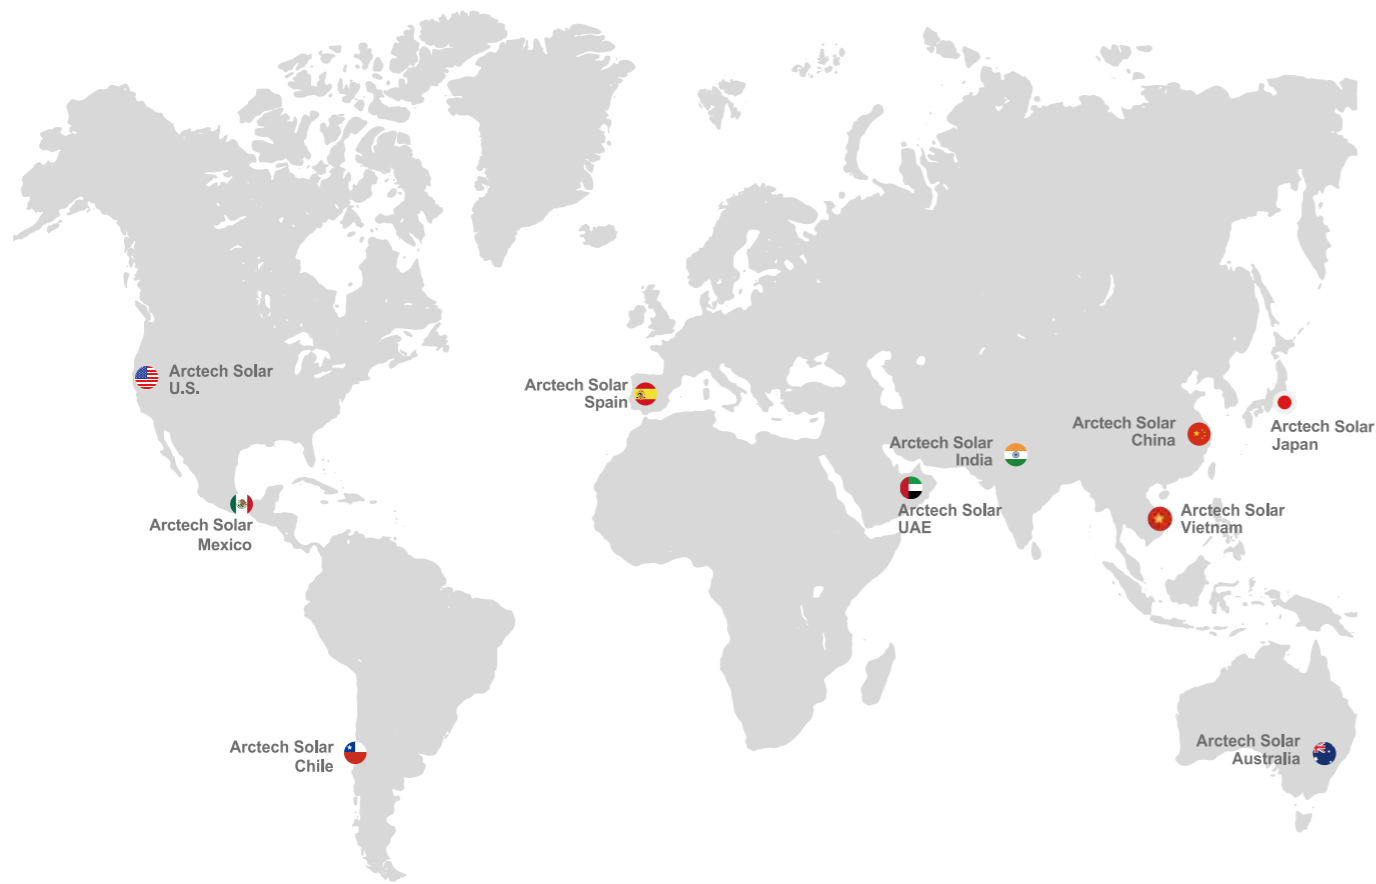 Arctech Solar
U.S.
Arctech Solar
Spain
Arctech Solar
China
Arctech Solar
Japan
Arctech Solar
India
Arctech Solar
UAE
Arctech Solar
Vietnam
Arctech Solar
Mexico
Arctech Solar
Chile
Arctech Solar
Australia